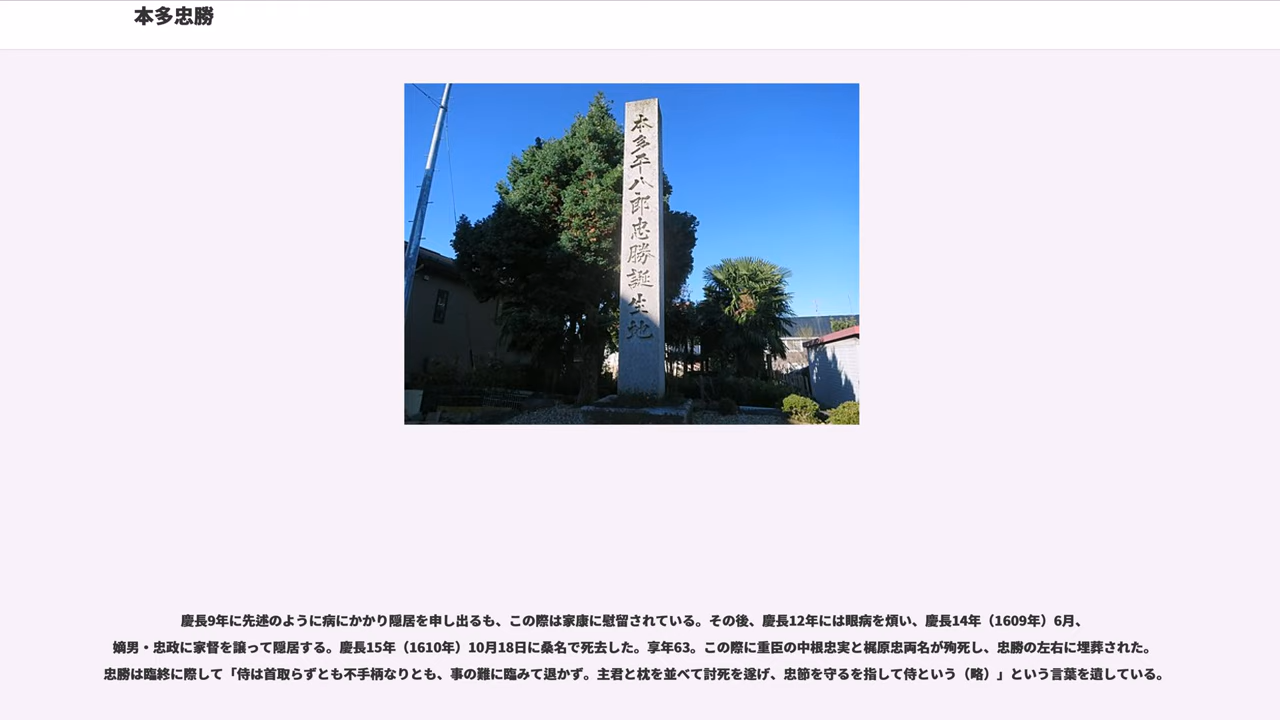 本多忠勝
本多平八郎忠勝誕生地
慶長9年に先述のように病にかかり隠居を申し出るも、この際は家康に慰留されている。その後、慶長12年には眼病を煩い、慶長14年（1609年）6月、
嫡男・忠政に家督を譲って隠居する。慶長15年（1610年）10月18日に桑名で死去した。享年63。この際に重臣の中根忠実と梶原忠両名が殉死し、忠勝の左右に埋葬された。
忠勝は臨終に際して「侍は首取らずとも不手柄なりとも、事の難に臨みて退かず。主君と枕を並べて討死を遂げ、忠節を守るを指して侍という（略）」という言葉を遺している。